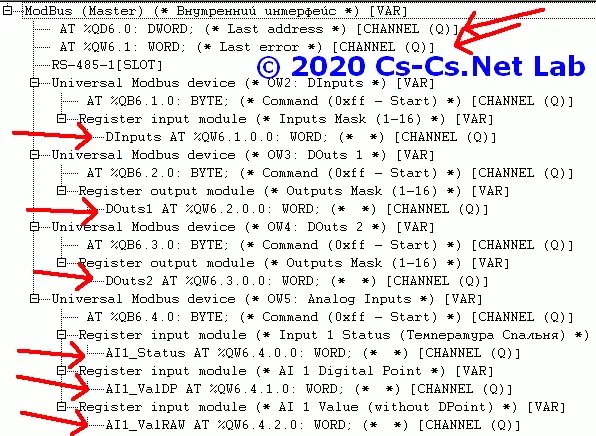 ModBus (Master) (* Внутренний интерфейс *) [VAR]
AT %QD6.0: DWORD; (* Last address *) [CHANNEL (Q)]
AT %QW6.1: WORD; (* Last error *) [CHANNEL (Q)]
RS-485-1[SLOT]
© 2020 Cs-Cs.Net Lab
Universal Modbus device (* OW2: DInputs *) [VAR]
AT %QB6.1.0: BYTE; (* Command (0xff - Start) *) [CHANNEL (Q)]
Register input module (* Inputs Mask (1-16) *) [VAR]
DInputs AT %QW6.1.0.0: WORD; (* *) [CHANNEL (Q)]
Universal Modbus device (* OW3: DOuts 1 *) [VAR]
AT %QB6.2.0: BYTE; (* Command (0xff - Start) *) [CHANNEL (Q)]
Register output module (* Outputs Mask (1-16) *) [VAR]
DOuts1 AT %QW6.2.0.0: WORD; (* *) [CHANNEL (Q)]
Universal Modbus device (* OW4: DOuts 2 *) [VAR]
AT %QB6.3.0: BYTE; (* Command (0xff - Start) *) [CHANNEL (Q)]
Register output module (* Outputs Mask (1-16) *) [VAR]
DOuts2 AT %QW6.3.0.0: WORD; (* *) [CHANNEL (Q)]
Universal Modbus device (* OW5: Analog Inputs *) [VAR]
AT %QB6.4.0: BYTE; (* Command (0xff - Start) *) [CHANNEL (Q)]
Register input module (* Input 1 Status (Температура Спальня) *)
AI1_Status AT %QW6.4.0.0: WORD; (* *) [CHANNEL (Q)]
Register input module (* AI 1 Digital Point *) [VAR]
AI1_ValDP AT %QW6.4.1.0: WORD; (* *) [CHANNEL (Q)]
Register input module (* AI 1 Value (without DPoint) *) [VAR]
AI1_ValRAW AT %QW6.4.2.0: WORD; (* *) [CHANNEL (Q)]